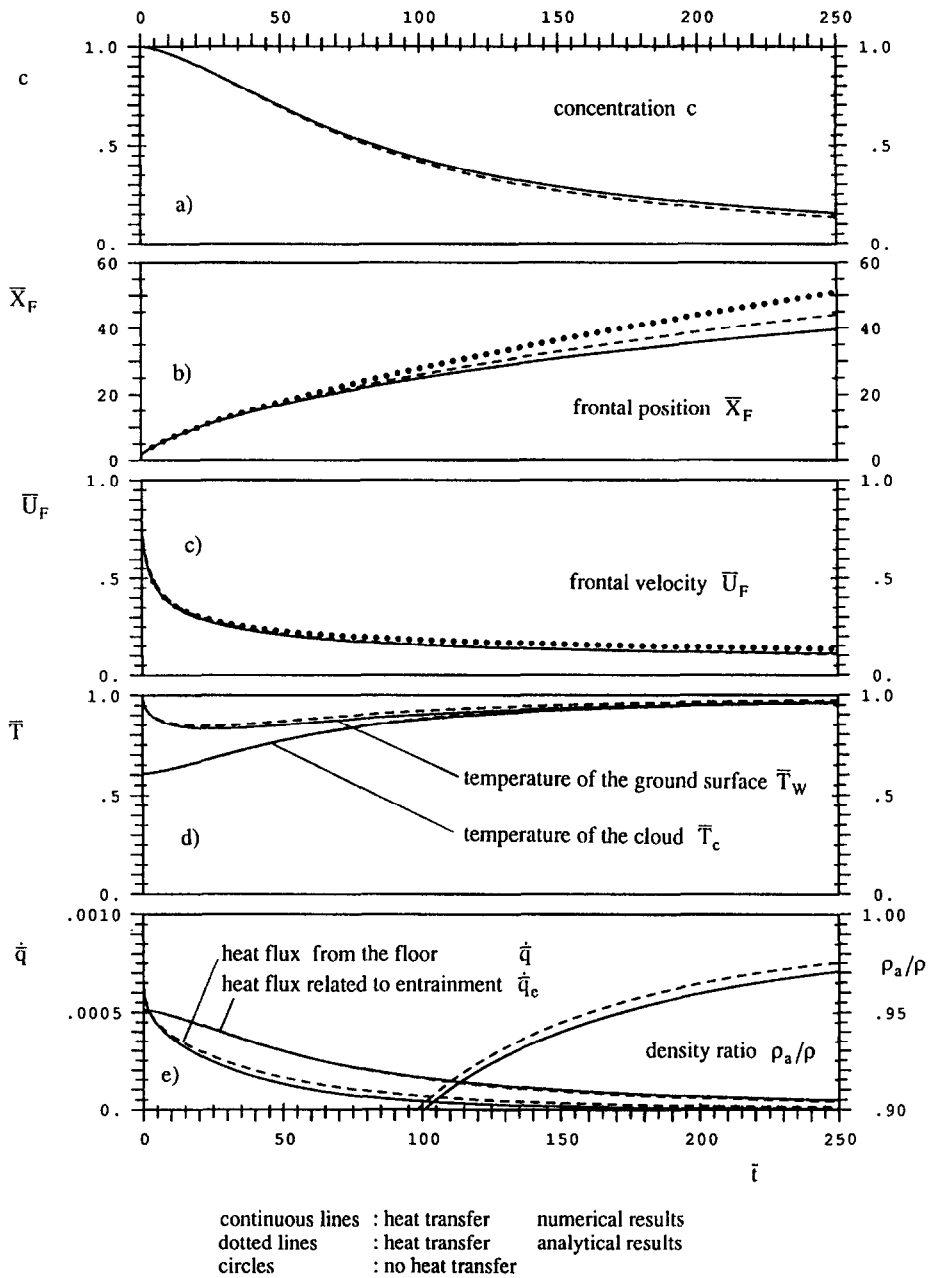 0 50 100 150 200 250
1.0 1.0
c
concentration c
.5 .5
a)
0. 0.
60 60
X̅F
40 40
b)
20 20
frontal position X̅F
0 0
1.0 1.0
U̅F
c)
.5 frontal velocity U̅F .5
0. 0.
1.0 1.0
T̅
temperature of the ground surface T̅W
.5 .5
d)
temperature of the cloud T̅c
0. 0.
.0010 1.00
heat flux from the floor q̇̅
q̇̅ ρa/ρ
heat flux related to entrainment q̇̅e
.0005 .95
density ratio ρa/ρ
e)
0. .90
0 50 100 150 200 250
t̃
continuous lines : heat transfer numerical results
dotted lines : heat transfer analytical results
circles : no heat transfer